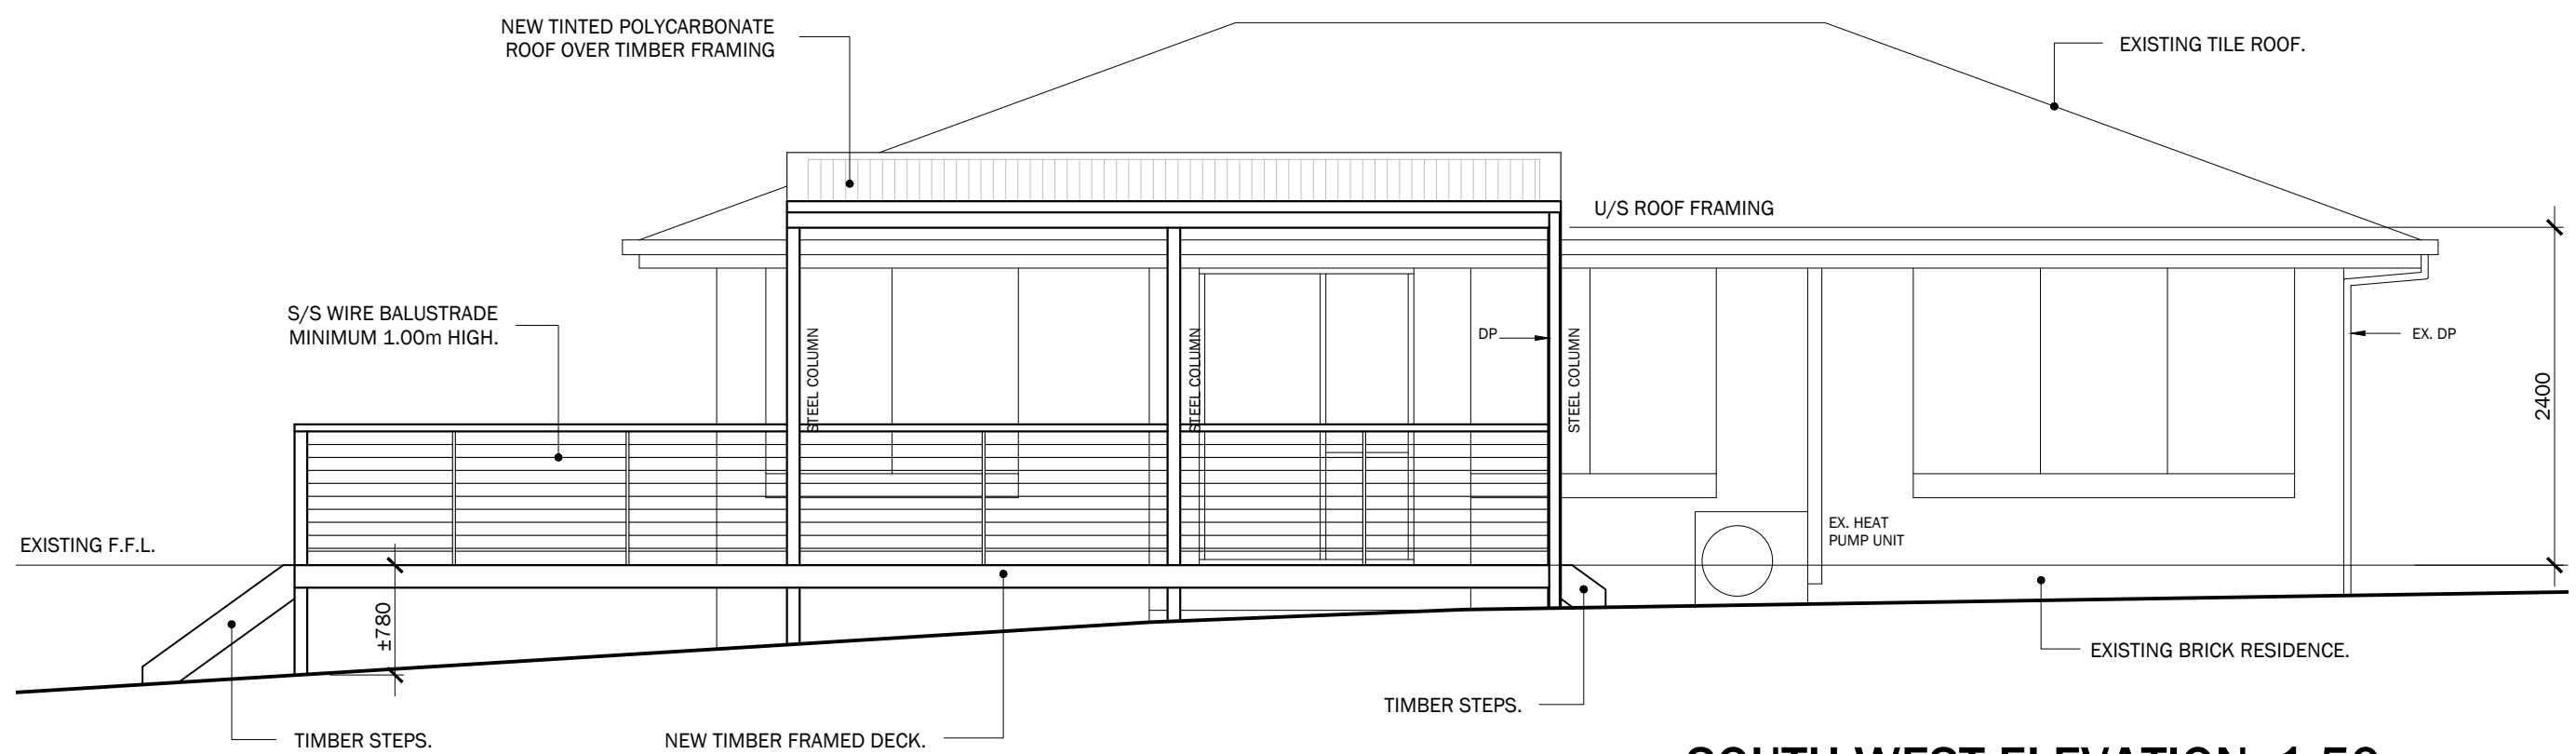 NEW TINTED POLYCARBONATE
ROOF OVER TIMBER FRAMING
EXISTING TILE ROOF.
U/S ROOF FRAMING
S/S WIRE BALUSTRADE
MINIMUM 1.00m HIGH.
STEEL COLUMN
STEEL COLUMN
DP
STEEL COLUMN
EX. DP
2400
EX. HEAT
PUMP UNIT
EXISTING F.F.L.
±780
EXISTING BRICK RESIDENCE.
TIMBER STEPS.
TIMBER STEPS.
NEW TIMBER FRAMED DECK.